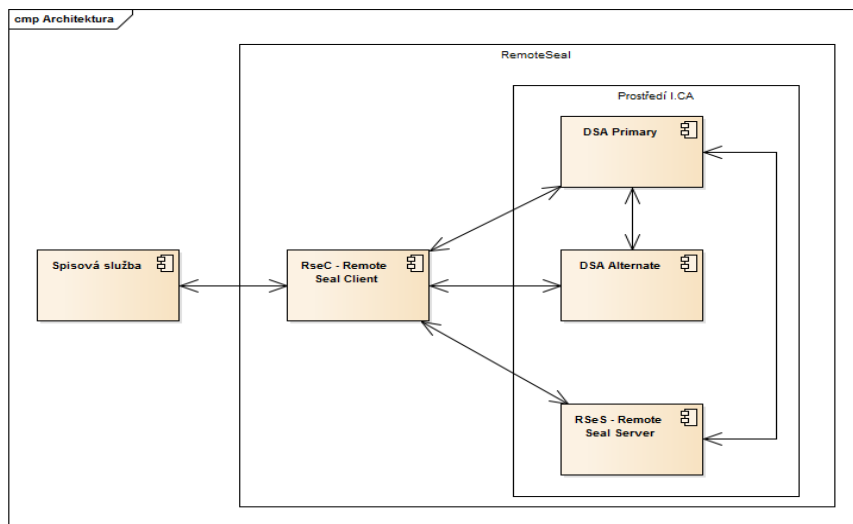 cmp Architektura
RemoteSeal
Prostředí I.CA
DSA Primary
Spisová služba
RseC - Remote
Seal Client
DSA Alternate
RSeS - Remote
Seal Server